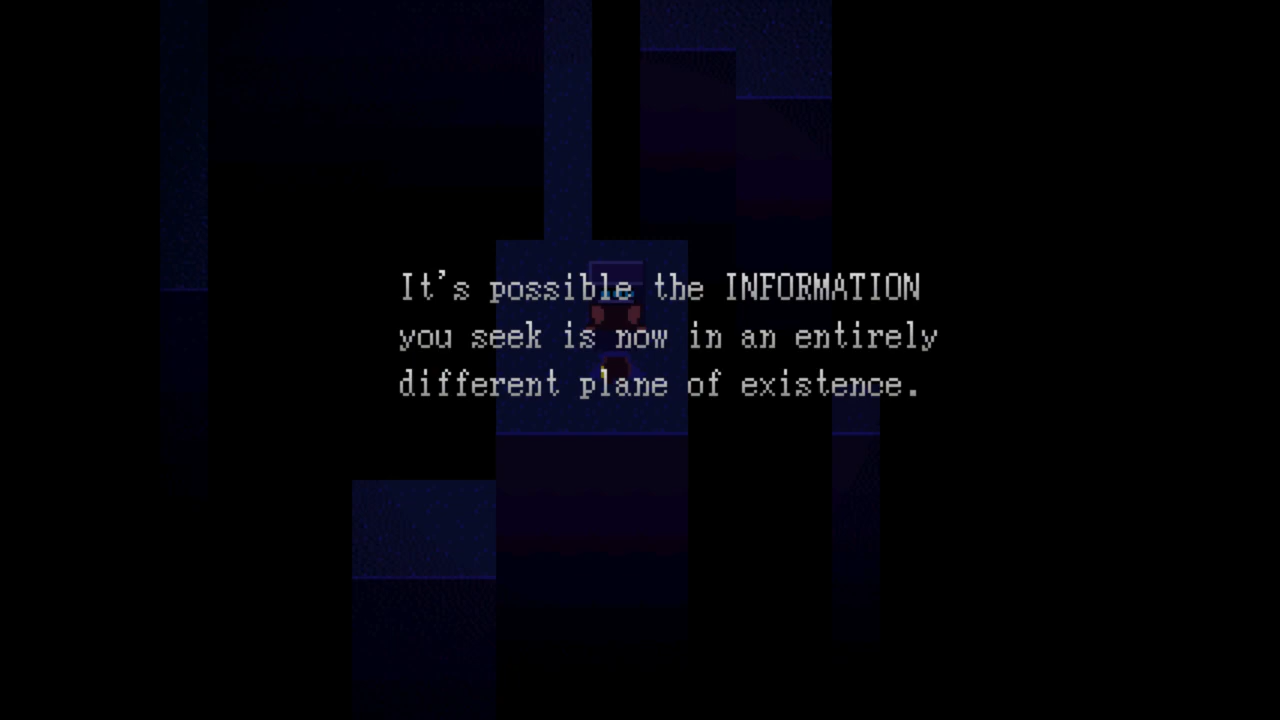 It's possible the INFORMATION
you seek is now in an entirely
different plane of existence.